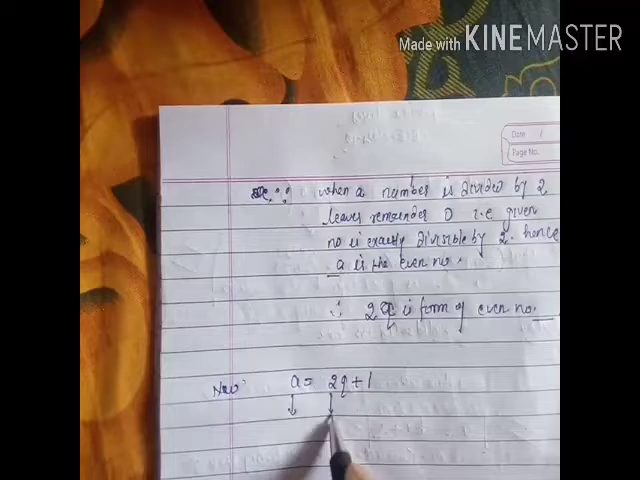 Made with KINEMASTER
Date /
Page No.
when a number is divided by 2
leaves remainder 0 i.e given
no is exactly divisible by 2. hence
a is the even no.
∴ 2q is form of even no.
Now a = 2q + 1